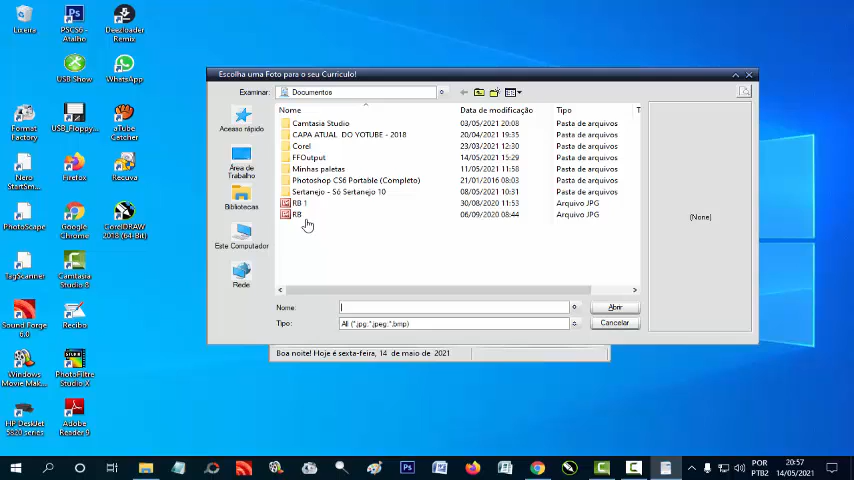 Lixeira
PSCS6 -
Atalho
Deezloader
Remix
USB Show
WhatsApp
Format
Factory
USB_Floppy...
aTube
Catcher
Nero
StartSm...
Firefox
Recuva
PhotoScape
Google
Chrome
CorelDRAW
2018 (64-Bit)
TagScanner
Camtasia
Studio 8
Sound Forge
6.0
Recibo
Windows
Movie Mak...
PhotoFiltre
Studio X
HP DeskJet
5820 series
Adobe
Reader 9
Escolha uma Foto para o seu Curriculo!
Examinar:
Documentos
Acesso rápido
Área de
Trabalho
Bibliotecas
Este Computador
Rede
Nome
Data de modificação
Tipo
T
Camtasia Studio
03/05/2021 20:08
Pasta de arquivos
CAPA ATUAL DO YOTUBE - 2018
20/04/2021 19:35
Pasta de arquivos
Corel
23/03/2021 12:30
Pasta de arquivos
FFOutput
14/05/2021 15:29
Pasta de arquivos
Minhas paletas
11/05/2021 11:58
Pasta de arquivos
Photoshop CS6 Portable (Completo)
21/01/2016 08:03
Pasta de arquivos
Sertanejo - Só Sertanejo 10
08/05/2021 10:31
Pasta de arquivos
RB 1
30/08/2020 11:53
Arquivo JPG
RB
06/09/2020 08:44
Arquivo JPG
(None)
Nome:
Abrir
Tipo:
All (*.jpg;*.jpeg;*.bmp)
Cancelar
Boa noite! Hoje é sexta-feira, 14 de maio de 2021
POR
PTB2
20:57
14/05/2021